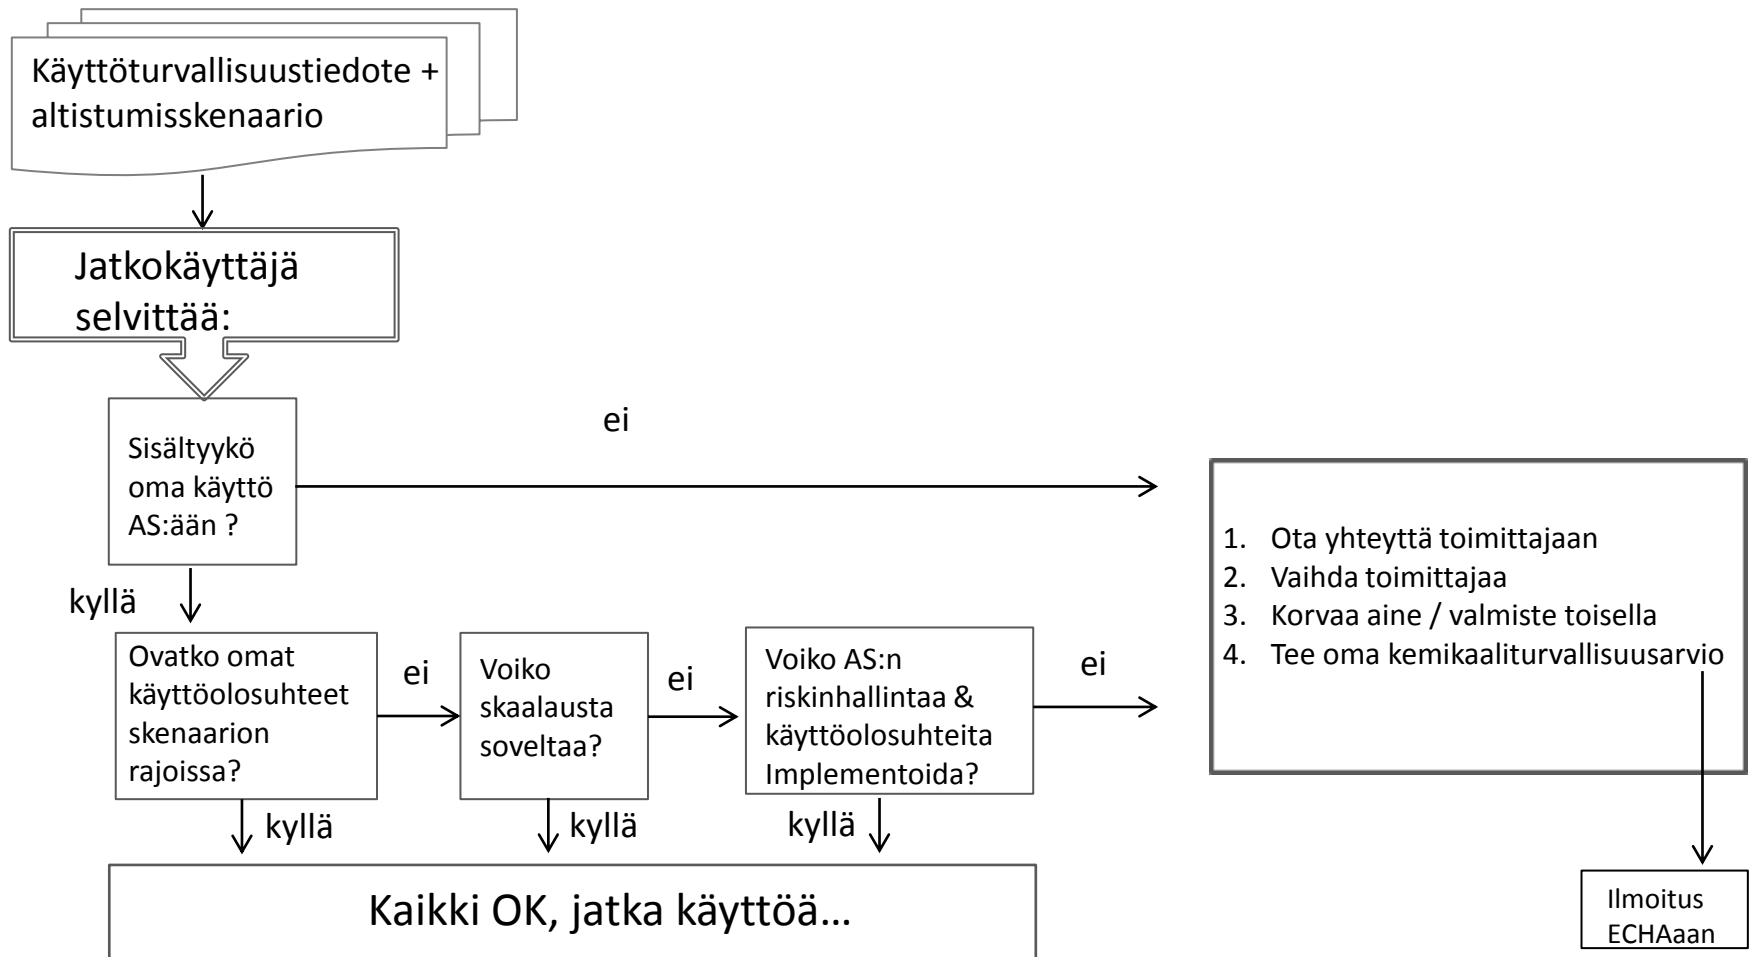 Käyttöturvallisuustiedote +
altistumisskenaario
Jatkokäyttäjä
selvittää:
Sisältyykö
oma käyttö
AS:ään ?
ei
kyllä
Ovatko omat
käyttöolosuhteet
skenaarion
rajoissa?
ei
Voiko
skaalausta
soveltaa?
ei
Voiko AS:n
riskinhallintaa &
käyttöolosuhteita
Implementoida?
ei
1. Ota yhteyttä toimittajaan
2. Vaihda toimittajaa
3. Korvaa aine / valmiste toisella
4. Tee oma kemikaaliturvallisuusarvio
kyllä
kyllä
kyllä
Kaikki OK, jatka käyttöä...
Ilmoitus
ECHAaan